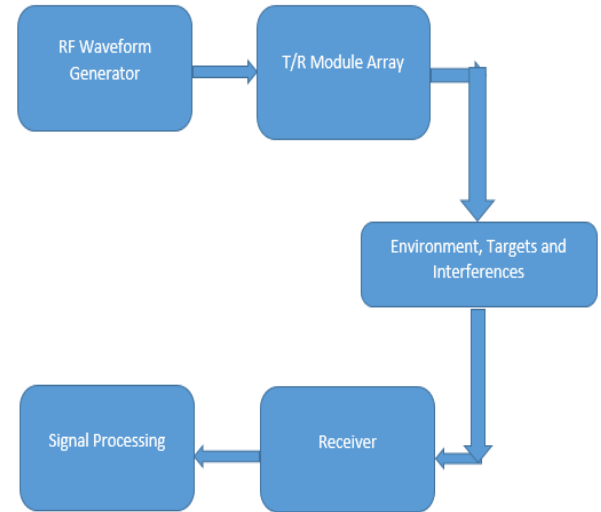 RF Waveform
Generator
T/R Module Array
Environment, Targets and
Interferences
Receiver
Signal Processing